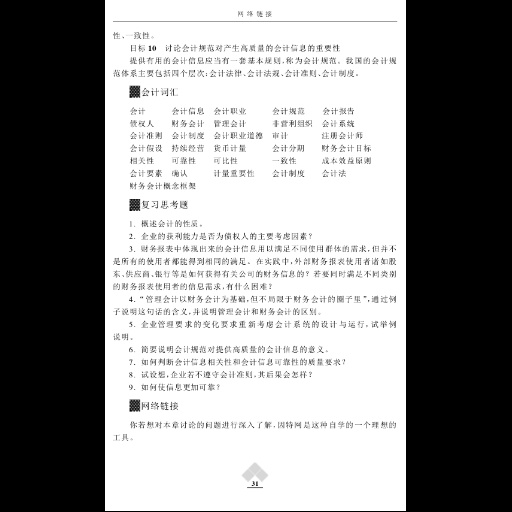 网络链接
性、一致性。
目标 10 讨论会计规范对产生高质量的会计信息的重要性
提供有用的会计信息应当有一套基本规则,称为会计规范。我国的会计规
范体系主要包括四个层次:会计法律、会计法规、会计准则、会计制度。
会计词汇
会计 会计信息 会计职业 会计规范 会计报告
债权人 财务会计 管理会计 非营利组织 会计系统
会计准则 会计制度 会计职业道德 审计 注册会计师
会计假设 持续经营 货币计量 会计分期 财务会计目标
相关性 可靠性 可比性 一致性 成本效益原则
会计要素 确认 计量重要性 会计制度 会计法
财务会计概念框架
复习思考题
1. 概述会计的性质。
2. 企业的获利能力是否为债权人的主要考虑因素?
3. 财务报表中体现出来的会计信息用以满足不同使用群体的需求,但并不
是所有的使用者都能得到相同的满足。在实践中,外部财务报表使用者诸如股
东、供应商、银行等是如何获得有关公司的财务信息的?若要同时满足不同类别
的财务报表使用者的信息需求,有什么困难?
4. “管理会计以财务会计为基础,但不局限于财务会计的圈子里”,通过例
子说明这句话的含义,并说明管理会计和财务会计的区别。
5. 企业管理要求的变化要求重新考虑会计系统的设计与运行,试举例
说明。
6. 简要说明会计规范对提供高质量的会计信息的意义。
7. 如何判断会计信息相关性和会计信息可靠性的质量要求?
8. 试设想,企业若不遵守会计准则,其后果会怎样?
9. 如何使信息更加可靠?
网络链接
你若想对本章讨论的问题进行深入了解,因特网是这种自学的一个理想的
工具。
31